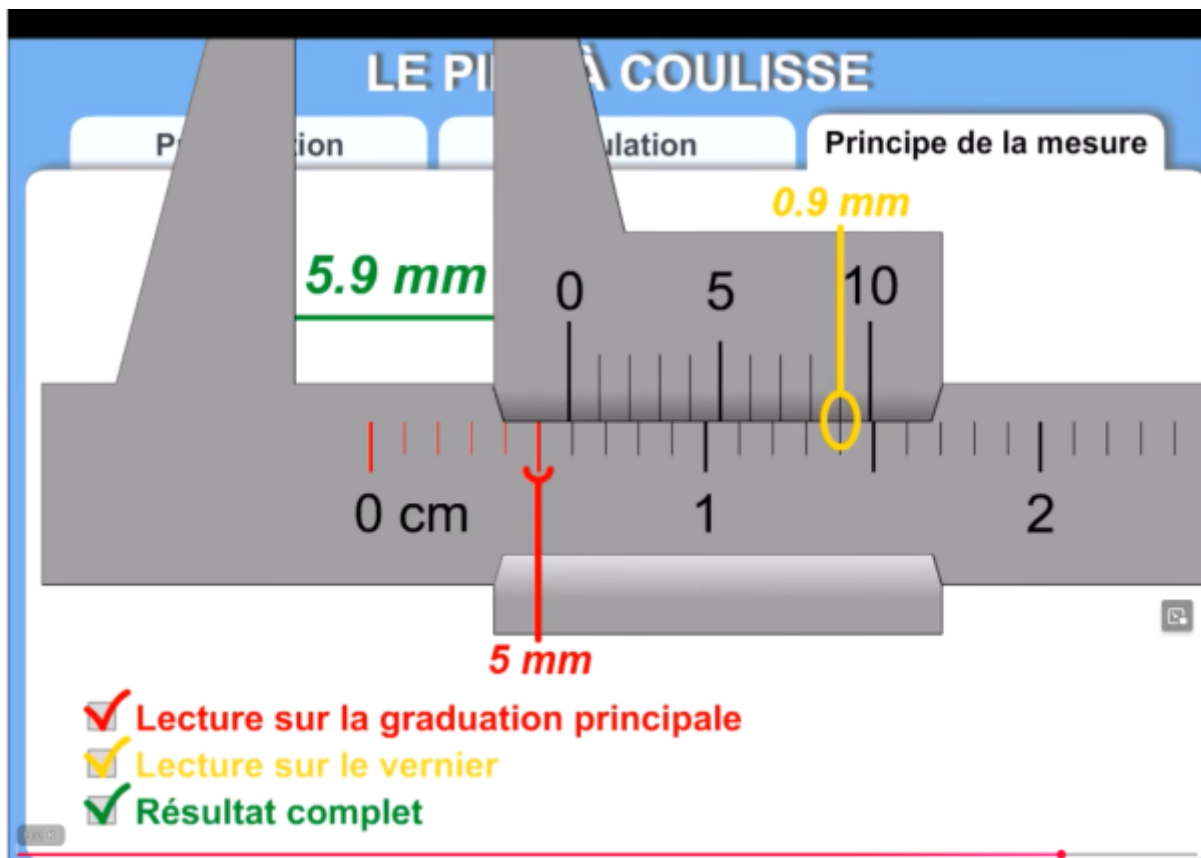 LE PI À COULISSE
P tion
ulation
Principe de la mesure
0.9 mm
5.9 mm
0 5 10
0 cm 1 2
5 mm
Lecture sur la graduation principale
Lecture sur le vernier
Résultat complet